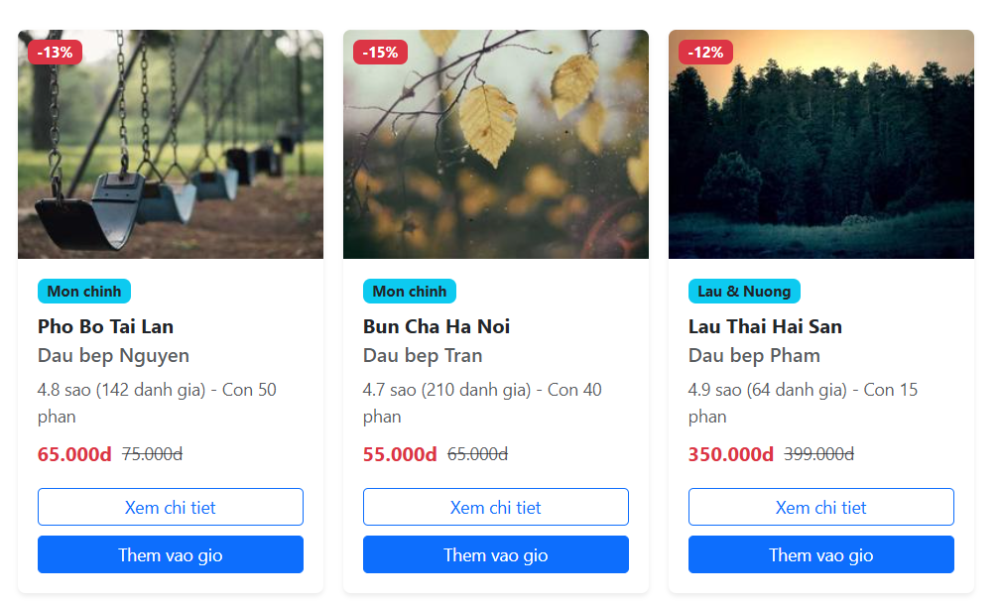 -13%
Mon chinh
Pho Bo Tai Lan
Dau bep Nguyen
4.8 sao (142 danh gia) - Con 50
phan
65.000d 75.000d
Xem chi tiet
Them vao gio
-15%
Mon chinh
Bun Cha Ha Noi
Dau bep Tran
4.7 sao (210 danh gia) - Con 40
phan
55.000d 65.000d
Xem chi tiet
Them vao gio
-12%
Lau & Nuong
Lau Thai Hai San
Dau bep Pham
4.9 sao (64 danh gia) - Con 15
phan
350.000d 399.000d
Xem chi tiet
Them vao gio